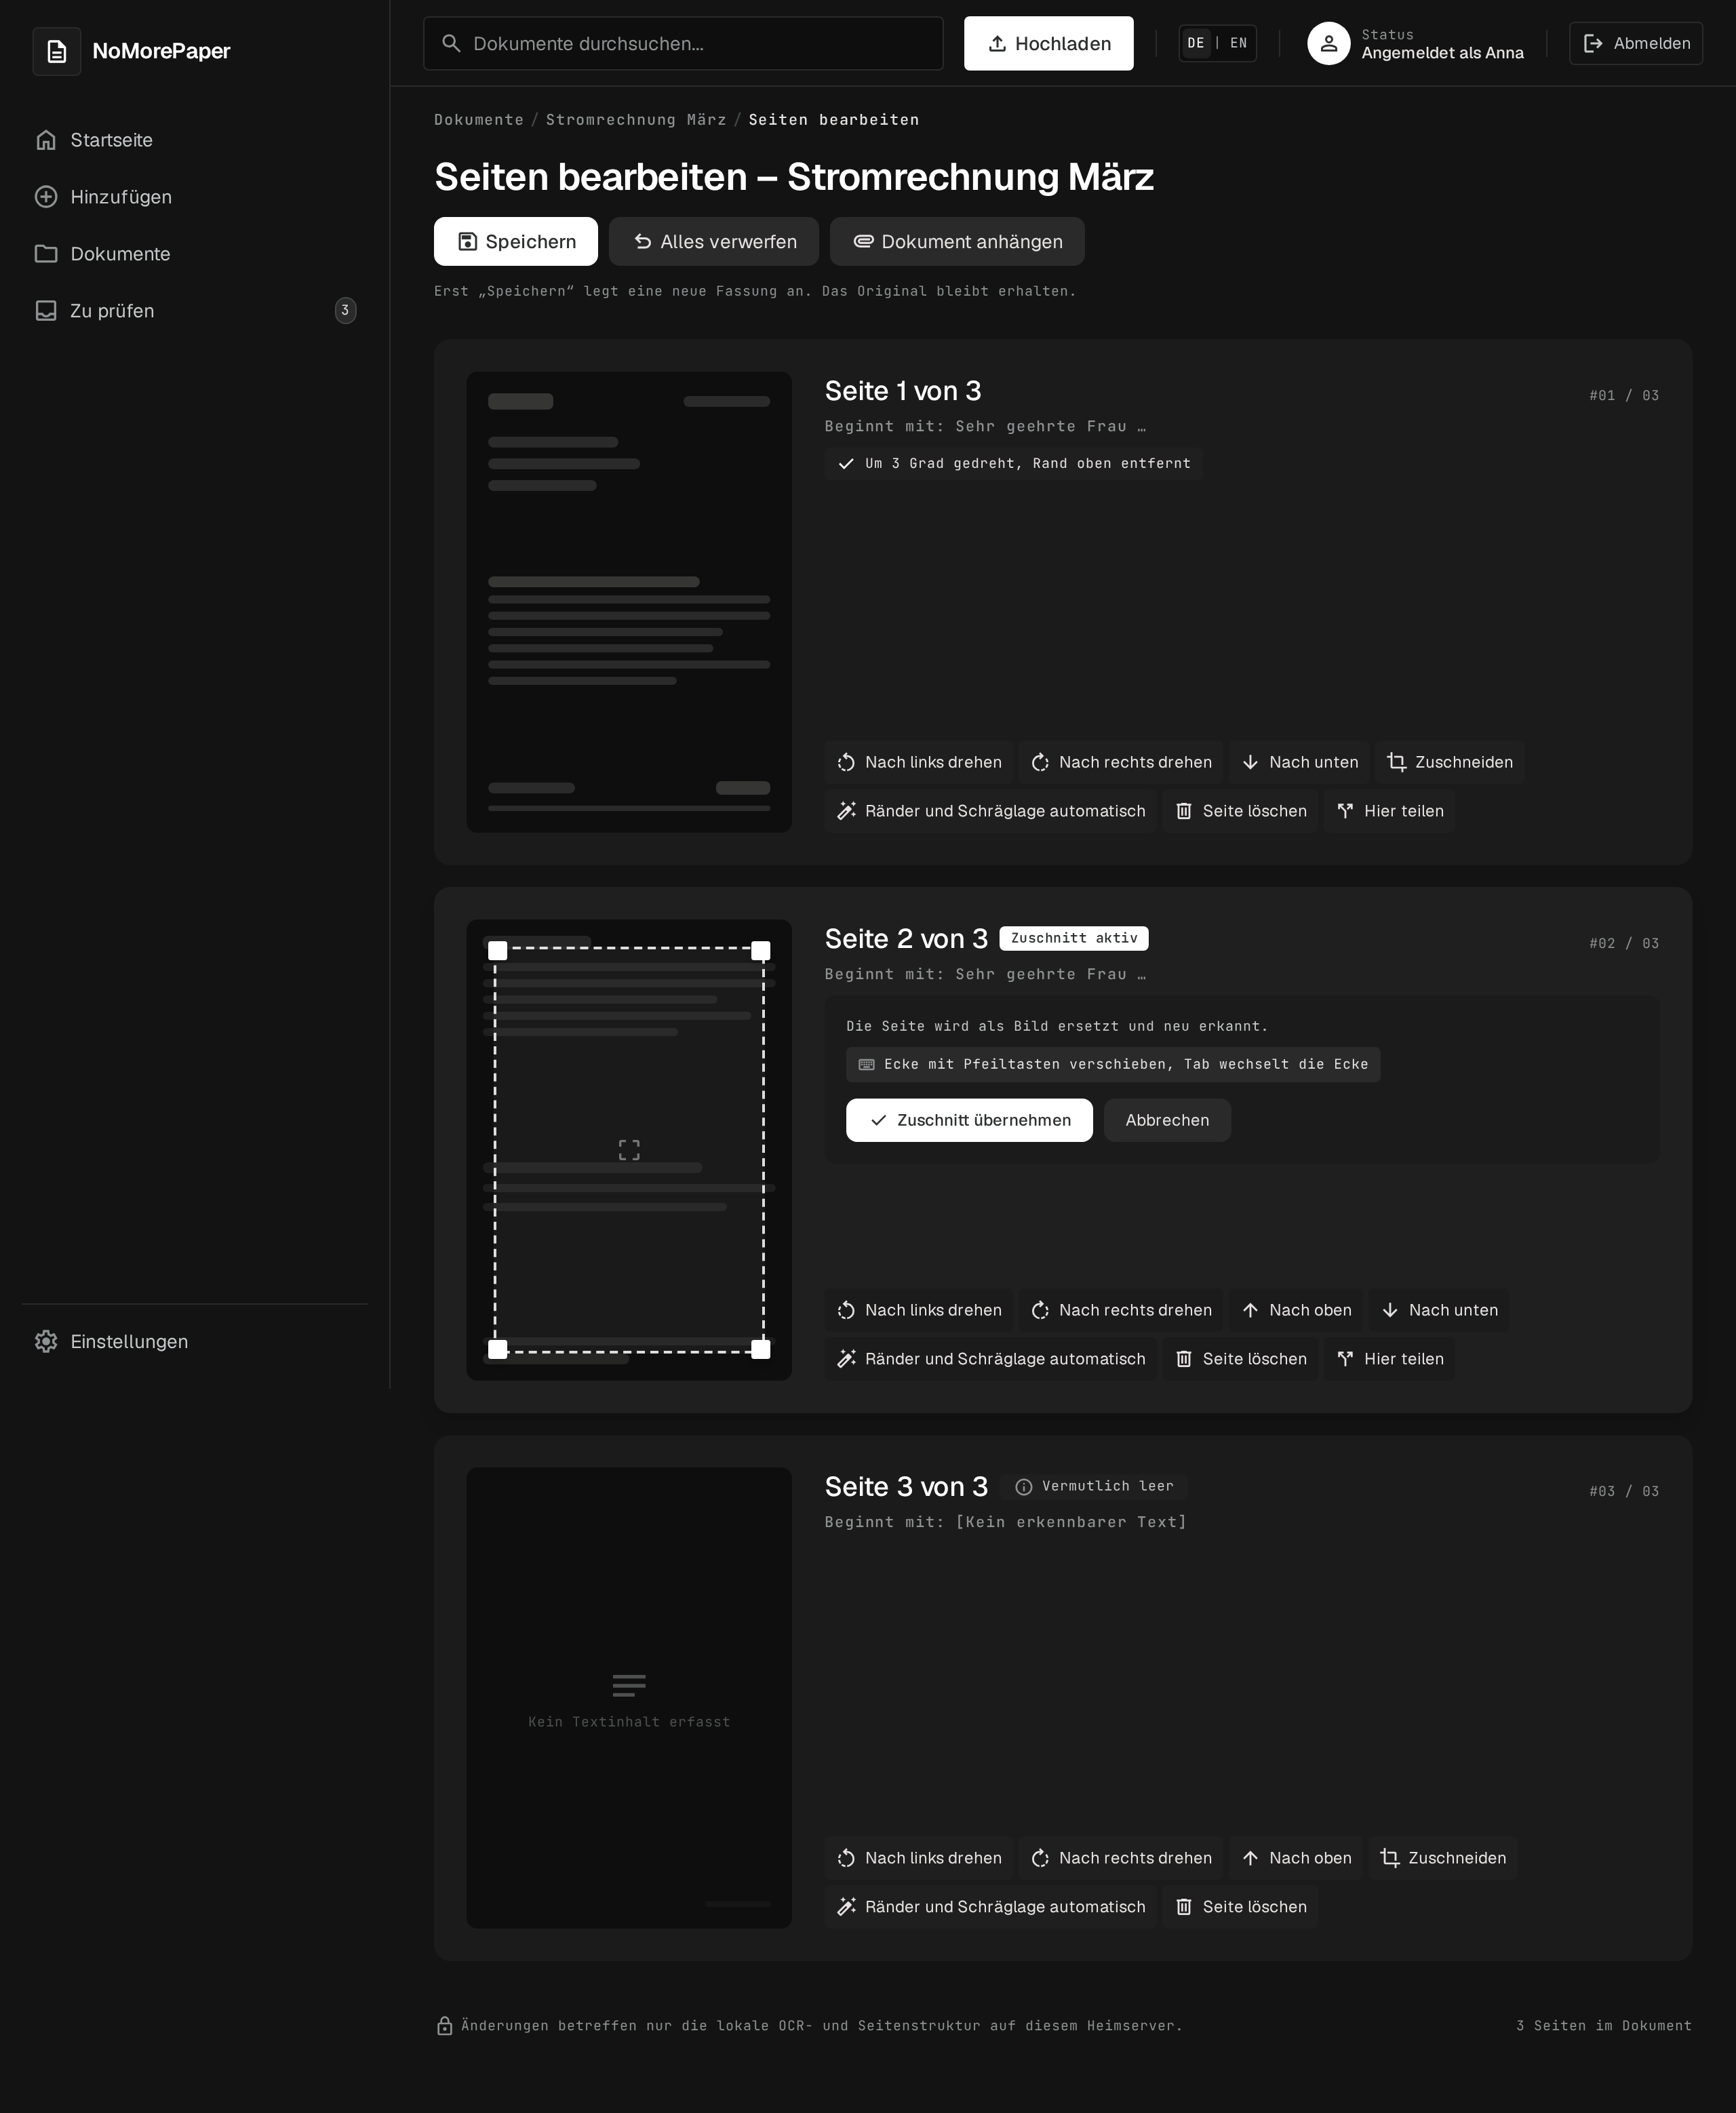 NoMorePaper
Startseite
Hinzufügen
Dokumente
Zu prüfen 3
Einstellungen
Dokumente durchsuchen...
Hochladen
DE | EN
Status
Angemeldet als Anna
Abmelden
Dokumente / Stromrechnung März / Seiten bearbeiten
Seiten bearbeiten – Stromrechnung März
Speichern Alles verwerfen Dokument anhängen
Erst „Speichern“ legt eine neue Fassung an. Das Original bleibt erhalten.
Seite 1 von 3 #01 / 03
Beginnt mit: Sehr geehrte Frau …
Um 3 Grad gedreht, Rand oben entfernt
Nach links drehen Nach rechts drehen Nach unten Zuschneiden
Ränder und Schräglage automatisch Seite löschen Hier teilen
Seite 2 von 3 Zuschnitt aktiv #02 / 03
Beginnt mit: Sehr geehrte Frau …
Die Seite wird als Bild ersetzt und neu erkannt.
Ecke mit Pfeiltasten verschieben, Tab wechselt die Ecke
Zuschnitt übernehmen Abbrechen
Nach links drehen Nach rechts drehen Nach oben Nach unten
Ränder und Schräglage automatisch Seite löschen Hier teilen
Seite 3 von 3 Vermutlich leer #03 / 03
Beginnt mit: [Kein erkennbarer Text]
Kein Textinhalt erfasst
Nach links drehen Nach rechts drehen Nach oben Zuschneiden
Ränder und Schräglage automatisch Seite löschen
Änderungen betreffen nur die lokale OCR- und Seitenstruktur auf diesem Heimserver. 3 Seiten im Dokument